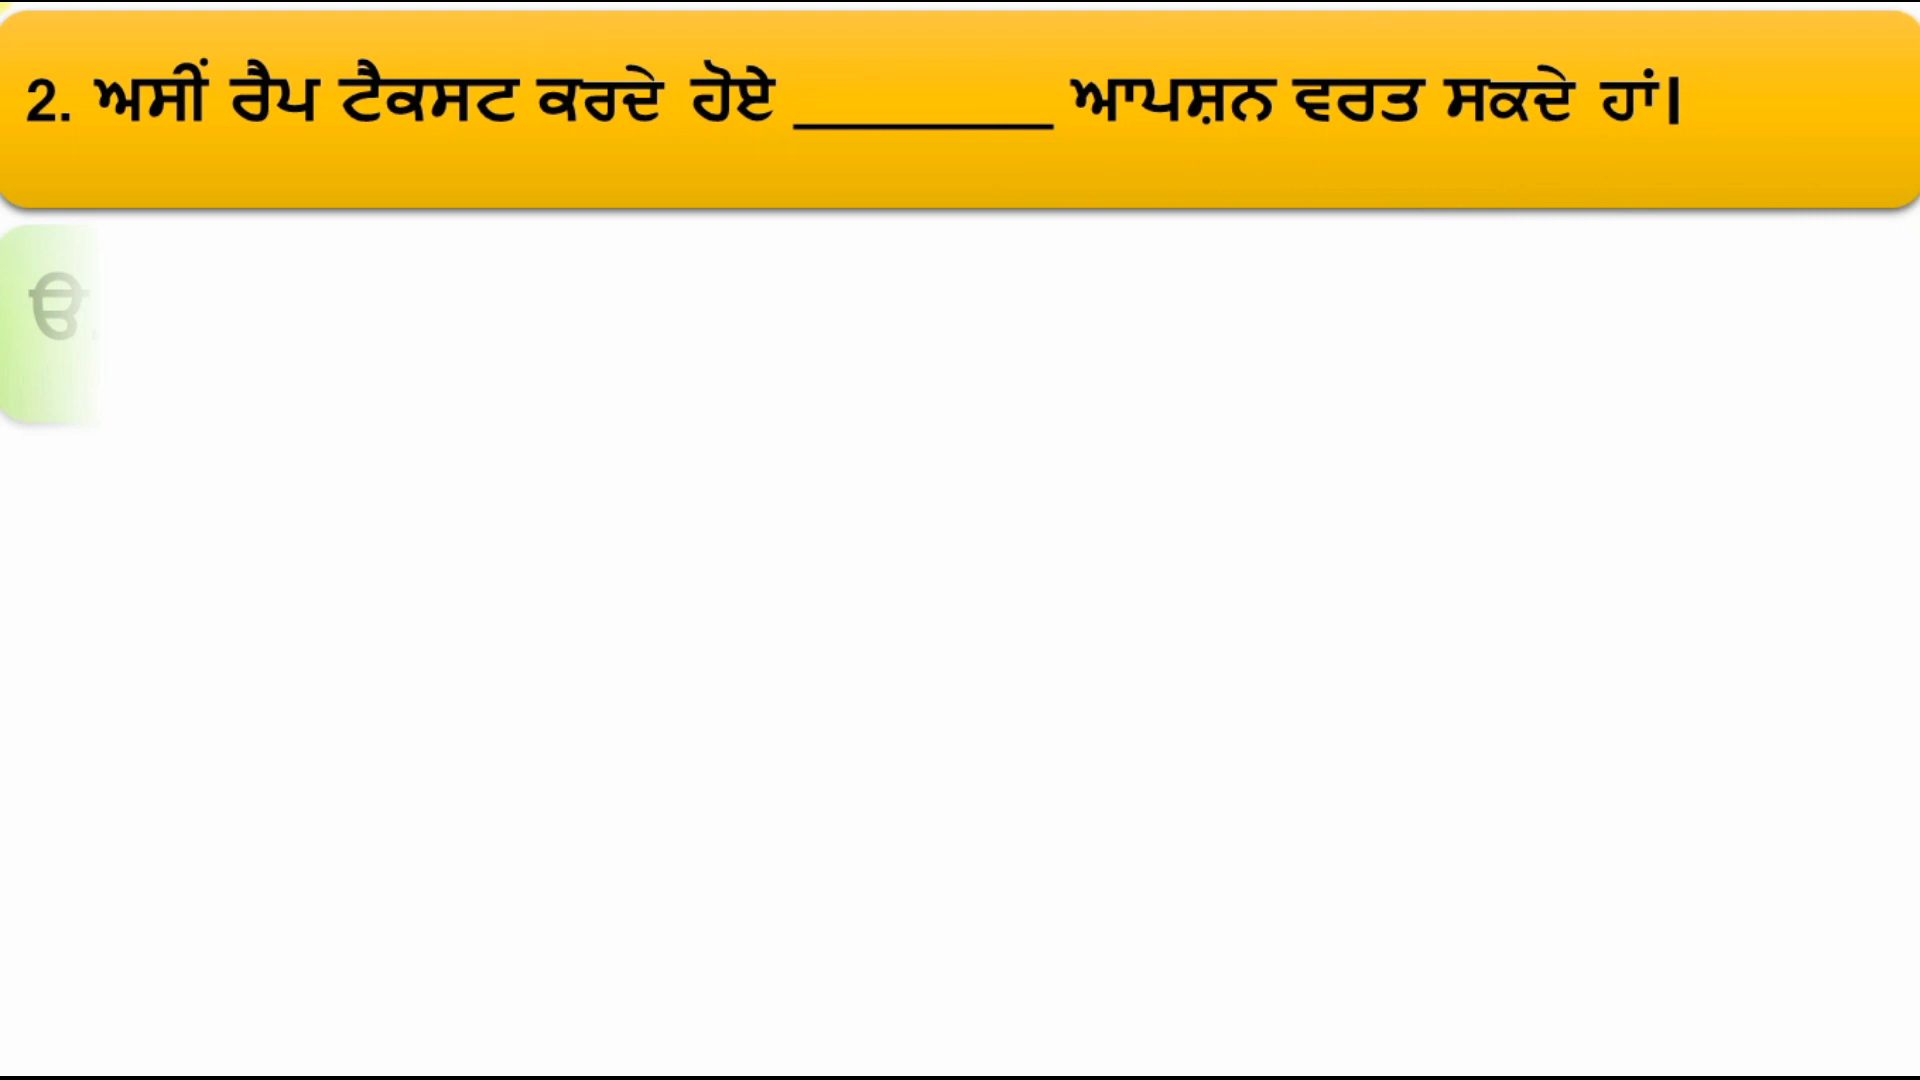 2. ਅਸੀਂ ਰੈਪ ਟੈਕਸਟ ਕਰਦੇ ਹੋਏ ________ ਆਪਸ਼ਨ ਵਰਤ ਸਕਦੇ ਹਾਂ।
ੳ.